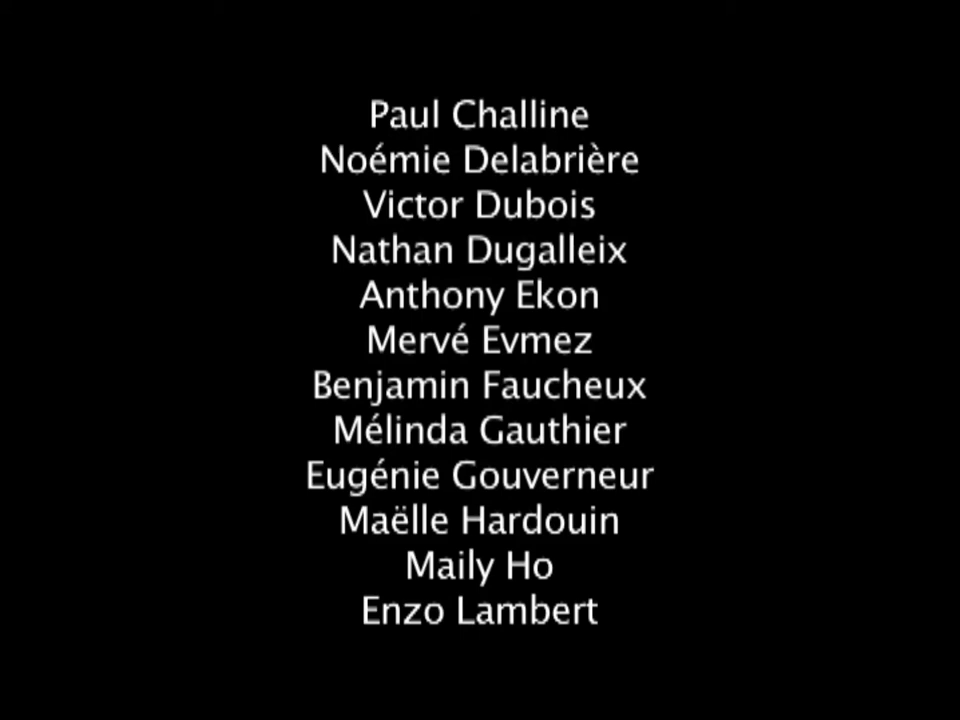 Paul Challine
Noémie Delabrière
Victor Dubois
Nathan Dugalleix
Anthony Ekon
Mervé Evmez
Benjamin Faucheux
Mélinda Gauthier
Eugénie Gouverneur
Maëlle Hardouin
Maily Ho
Enzo Lambert